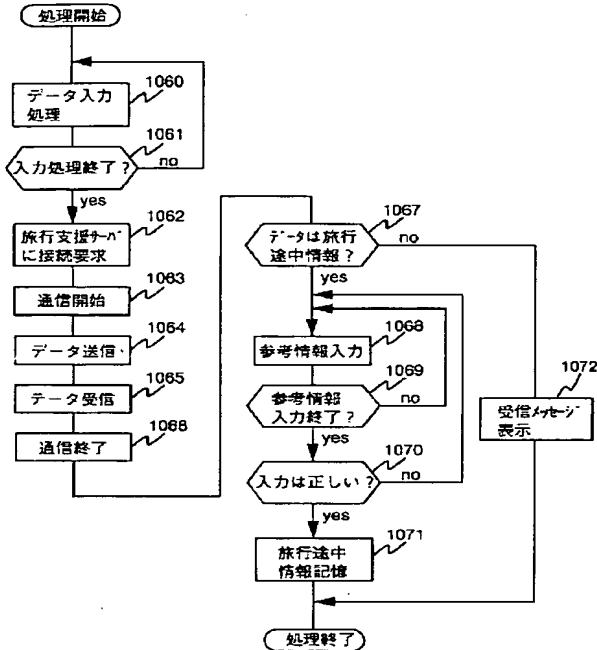 処理開始
1060
データ入力
処理
1061
入力処理終了？
no
yes
1062
旅行支援ｻｰﾊﾞ
に接続要求
1063
通信開始
1064
データ送信
1065
データ受信
1066
通信終了
1067
ﾃﾞｰﾀは旅行
途中情報？
no
yes
1068
参考情報入力
1069
参考情報
入力終了？
no
yes
1070
入力は正しい？
no
yes
1071
旅行途中
情報記憶
1072
受信ﾒｯｾｰｼﾞ
表示
処理終了